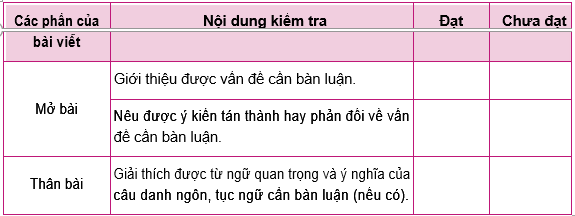 Các phần của Nội dung kiểm tra Đạt Chưa đạt
bài viết
Mở bài
Giới thiệu được vấn đề cần bàn luận.
Nêu được ý kiến tán thành hay phản đối về vấn
đề cần bàn luận.
Thân bài
Giải thích được từ ngữ quan trọng và ý nghĩa của
câu danh ngôn, tục ngữ cần bàn luận (nếu có).